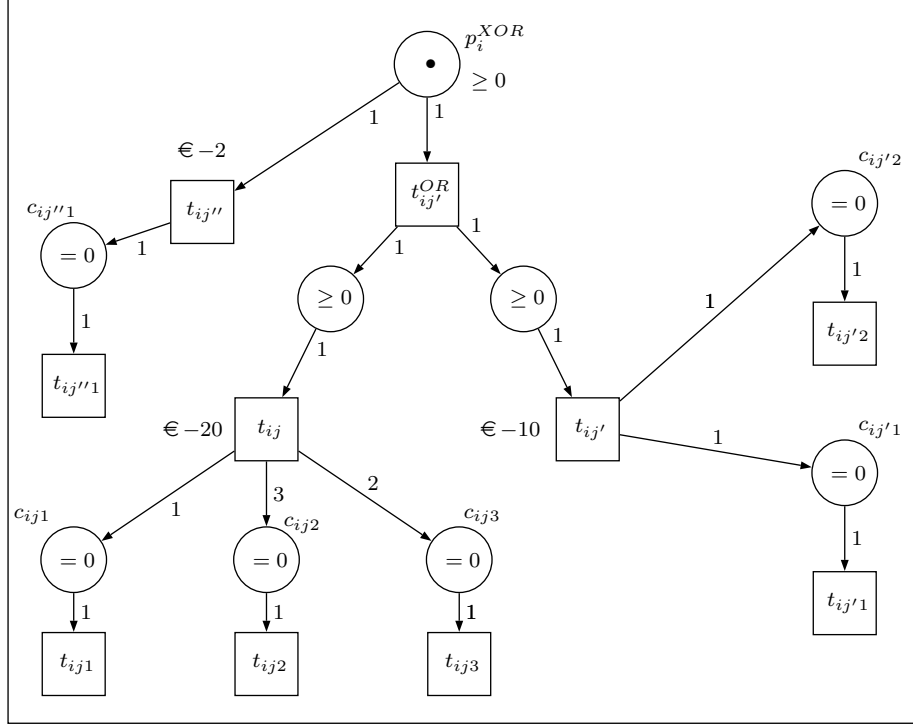 p_i^{XOR}
≥ 0
1
1
€ −2
c_{ij′2}
t_{ij″}
t_{ij′}^{OR}
c_{ij″1}
= 0
1
1
1
= 0
1
≥ 0
≥ 0
1
1
t_{ij′2}
1
1
t_{ij″1}
€ −20
t_{ij}
€ −10
t_{ij′}
1
c_{ij′1}
= 0
1
3
2
c_{ij1}
c_{ij2}
c_{ij3}
= 0
= 0
= 0
1
1
1
1
t_{ij′1}
t_{ij1}
t_{ij2}
t_{ij3}